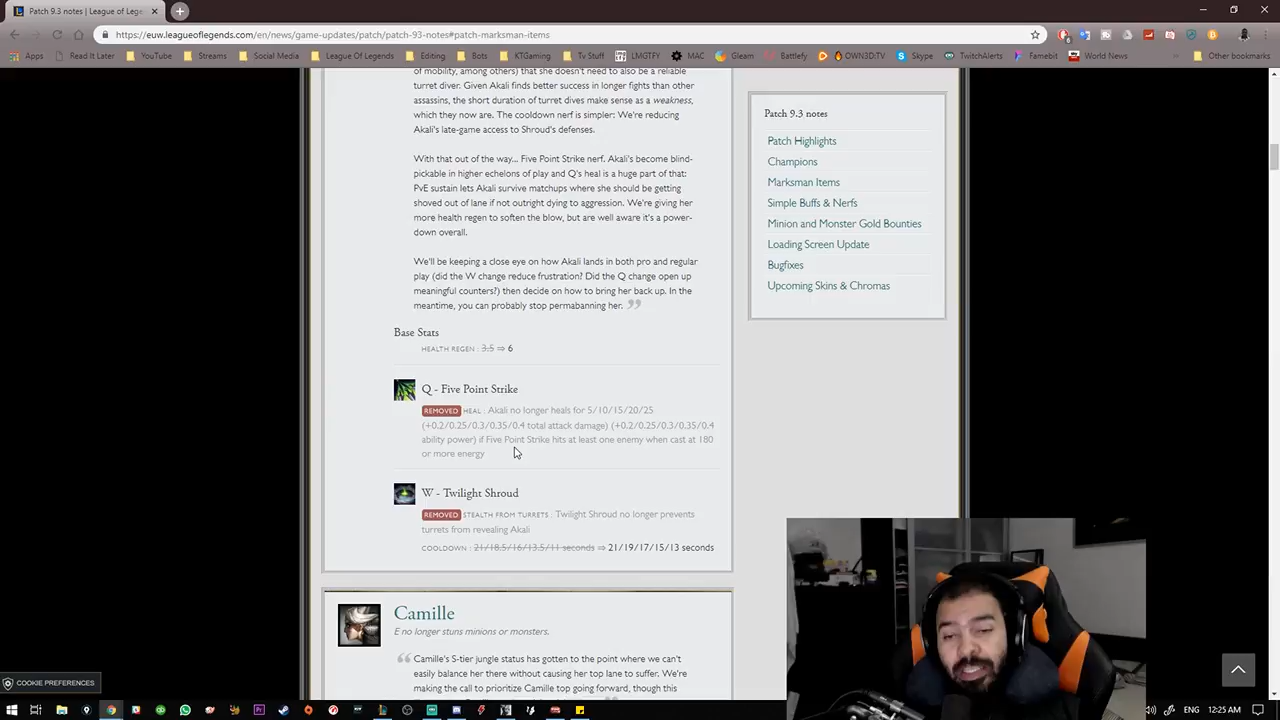 Patch 9.3 notes | League of Lege
https://euw.leagueoflegends.com/en/news/game-updates/patch/patch-93-notes#patch-marksman-items
Apps Read It Later YouTube Streams Social Media League Of Legends Editing Bots KTGaming Tv Stuff LMGTFY MAC Gleam Battlefy OWN3D.TV Skype TwitchAlerts Famebit World News Other bookmarks
of mobility, among others) that she doesn't need to also be a reliable
turret diver. Given Akali finds better success in longer fights than other
assassins, the short duration of turret dives make sense as a weakness,
which they now are. The cooldown nerf is simpler: We're reducing
Akali's late-game access to Shroud's defenses.
With that out of the way... Five Point Strike nerf. Akali's become blind-
pickable in higher echelons of play and Q's heal is a huge part of that:
PvE sustain lets Akali survive matchups where she should be getting
shoved out of lane if not outright dying to aggression. We're giving her
more health regen to soften the blow, but are well aware it's a power-
down overall.
We'll be keeping a close eye on how Akali lands in both pro and regular
play (did the W change reduce frustration? Did the Q change open up
meaningful counters?) then decide on how to bring her back up. In the
meantime, you can probably stop permabanning her.
Base Stats
HEALTH REGEN : 3.5 ⇒ 6
Q - Five Point Strike
REMOVED HEAL : Akali no longer heals for 5/10/15/20/25
(+0.2/0.25/0.3/0.35/0.4 total attack damage) (+0.2/0.25/0.3/0.35/0.4
ability power) if Five Point Strike hits at least one enemy when cast at 180
or more energy
W - Twilight Shroud
REMOVED STEALTH FROM TURRETS : Twilight Shroud no longer prevents
turrets from revealing Akali
COOLDOWN : 21/18.5/16/13.5/11 seconds ⇒ 21/19/17/15/13 seconds
Camille
E no longer stuns minions or monsters.
Camille's S-tier jungle status has gotten to the point where we can't
easily balance her there without causing her top lane to suffer. We're
making the call to prioritize Camille top going forward, though this
Patch 9.3 notes
Patch Highlights
Champions
Marksman Items
Simple Buffs & Nerfs
Minion and Monster Gold Bounties
Loading Screen Update
Bugfixes
Upcoming Skins & Chromas
COOKIE PREFERENCES
ENG 12:25 AM